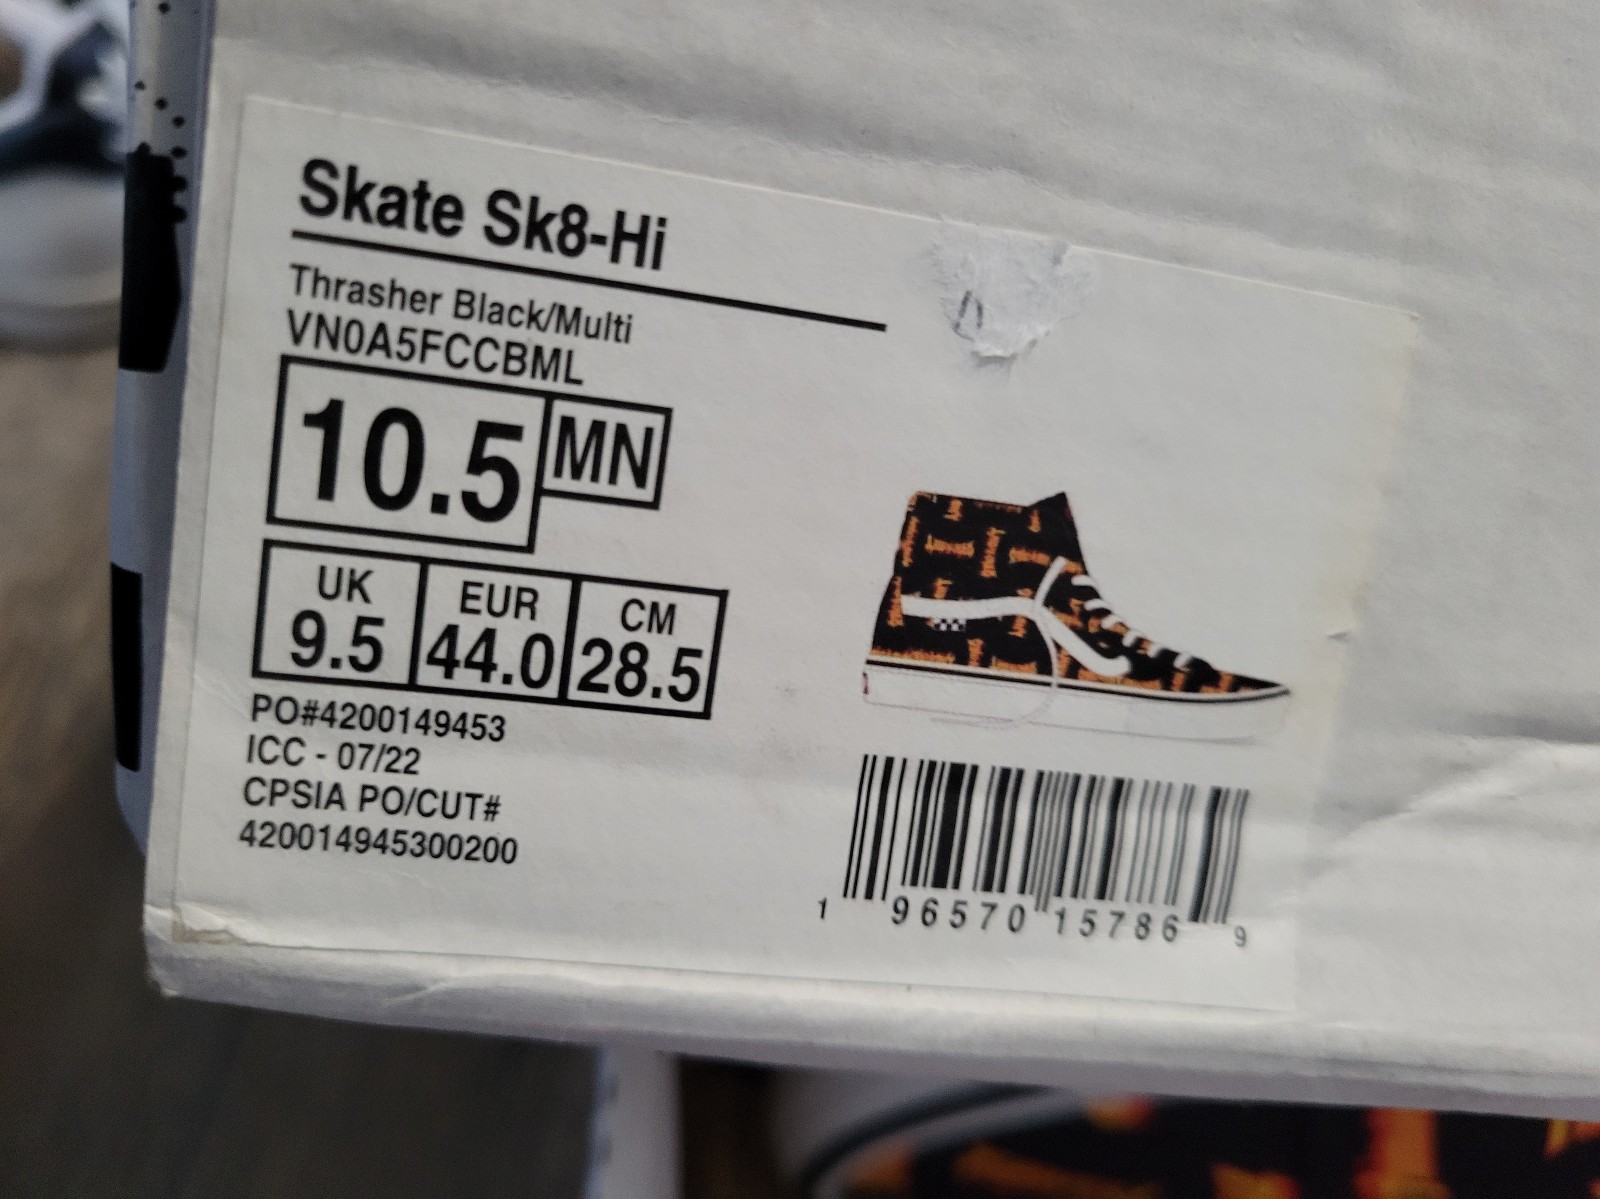 Skate Sk8-Hi
Thrasher Black/Multi
VN0A5FCCBML
10.5 MN
UK EUR CM
9.5 44.0 28.5
PO#4200149453
ICC - 07/22
CPSIA PO/CUT#
420014945300200
1 96570 15786 9